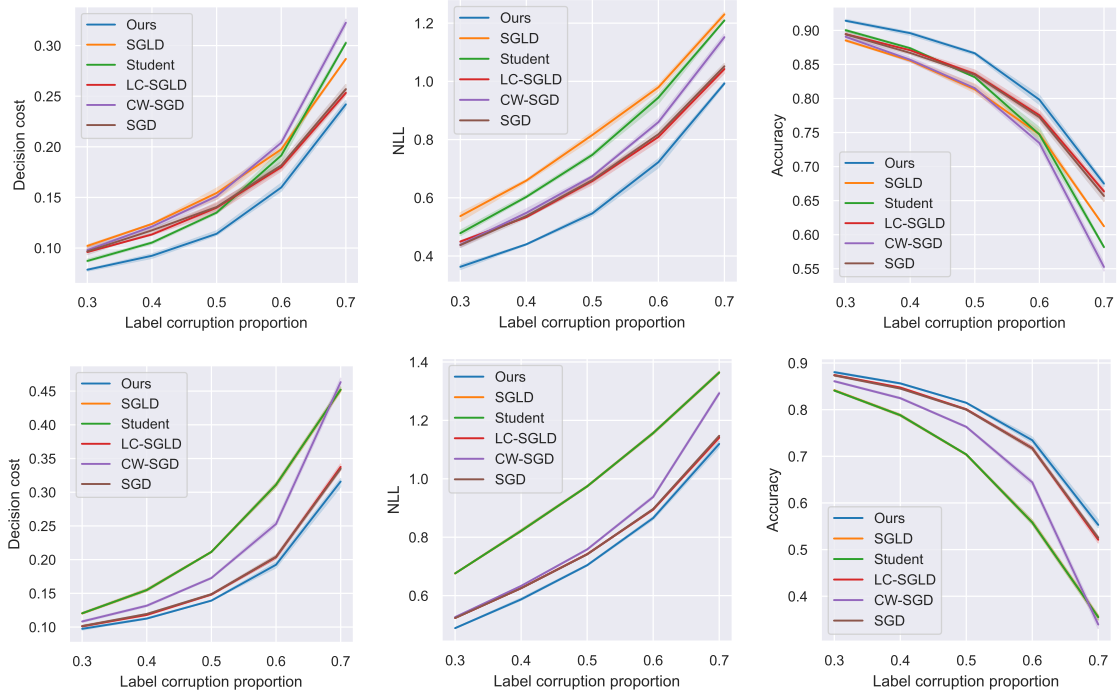 Decision cost
0.30
0.25
0.20
0.15
0.10
Ours
SGLD
Student
LC-SGLD
CW-SGD
SGD
0.3 0.4 0.5 0.6 0.7
Label corruption proportion
NLL
1.2
1.0
0.8
0.6
0.4
Ours
SGLD
Student
LC-SGLD
CW-SGD
SGD
0.3 0.4 0.5 0.6 0.7
Label corruption proportion
Accuracy
0.90
0.85
0.80
0.75
0.70
0.65
0.60
0.55
Ours
SGLD
Student
LC-SGLD
CW-SGD
SGD
0.3 0.4 0.5 0.6 0.7
Label corruption proportion
Decision cost
0.45
0.40
0.35
0.30
0.25
0.20
0.15
0.10
Ours
SGLD
Student
LC-SGLD
CW-SGD
SGD
0.3 0.4 0.5 0.6 0.7
Label corruption proportion
NLL
1.4
1.2
1.0
0.8
0.6
Ours
SGLD
Student
LC-SGLD
CW-SGD
SGD
0.3 0.4 0.5 0.6 0.7
Label corruption proportion
Accuracy
0.9
0.8
0.7
0.6
0.5
0.4
Ours
SGLD
Student
LC-SGLD
CW-SGD
SGD
0.3 0.4 0.5 0.6 0.7
Label corruption proportion